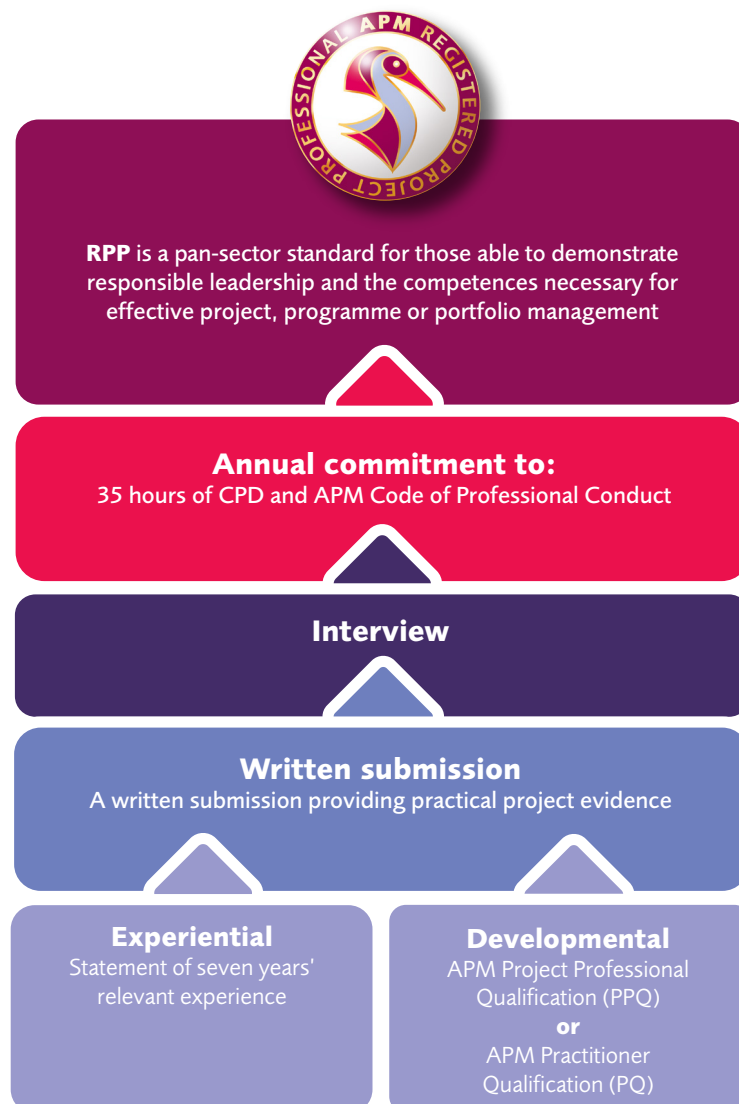 APM REGISTERED PROJECT PROFESSIONAL
RPP is a pan-sector standard for those able to demonstrate
responsible leadership and the competences necessary for
effective project, programme or portfolio management
Annual commitment to:
35 hours of CPD and APM Code of Professional Conduct
Interview
Written submission
A written submission providing practical project evidence
Experiential
Statement of seven years'
relevant experience
Developmental
APM Project Professional
Qualification (PPQ)
or
APM Practitioner
Qualification (PQ)